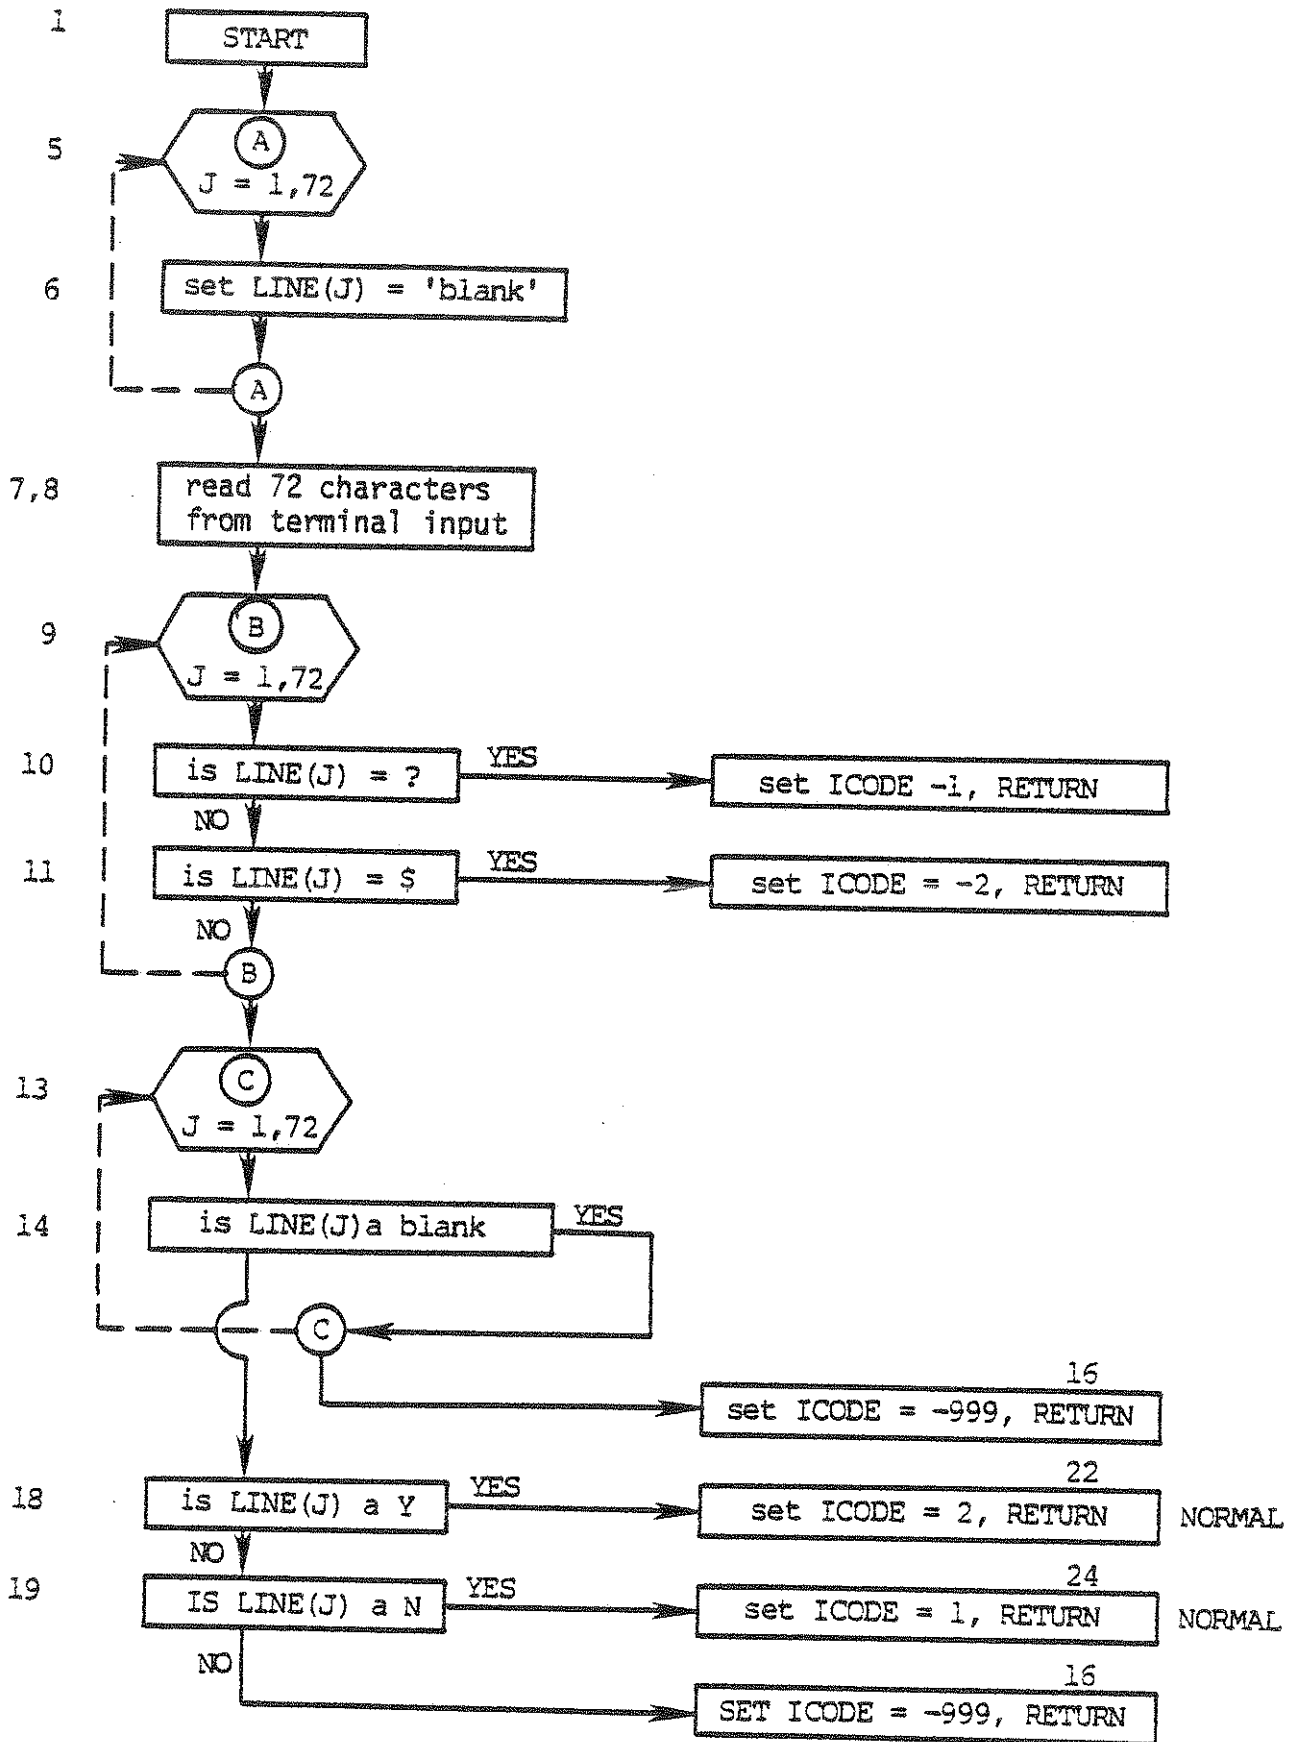 1
START
A
5
J = 1,72
6
set LINE(J) = 'blank'
A
7,8
read 72 characters
from terminal input
B
9
J = 1,72
10
is LINE(J) = ?
YES
set ICODE -1, RETURN
NO
11
is LINE(J) = $
YES
set ICODE = -2, RETURN
NO
B
C
13
J = 1,72
14
is LINE(J)a blank
YES
C
16
set ICODE = -999, RETURN
18
is LINE(J) a Y
YES
22
set ICODE = 2, RETURN
NORMAL
NO
19
IS LINE(J) a N
YES
24
set ICODE = 1, RETURN
NORMAL
NO
16
SET ICODE = -999, RETURN